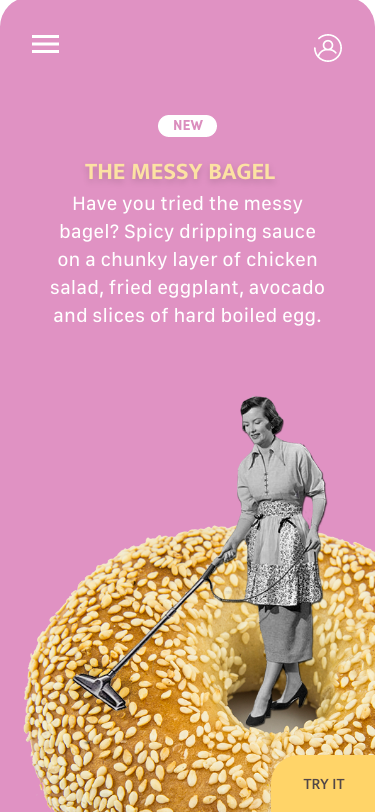 NEW
THE MESSY BAGEL
Have you tried the messy
bagel? Spicy dripping sauce
on a chunky layer of chicken
salad, fried eggplant, avocado
and slices of hard boiled egg.
TRY IT